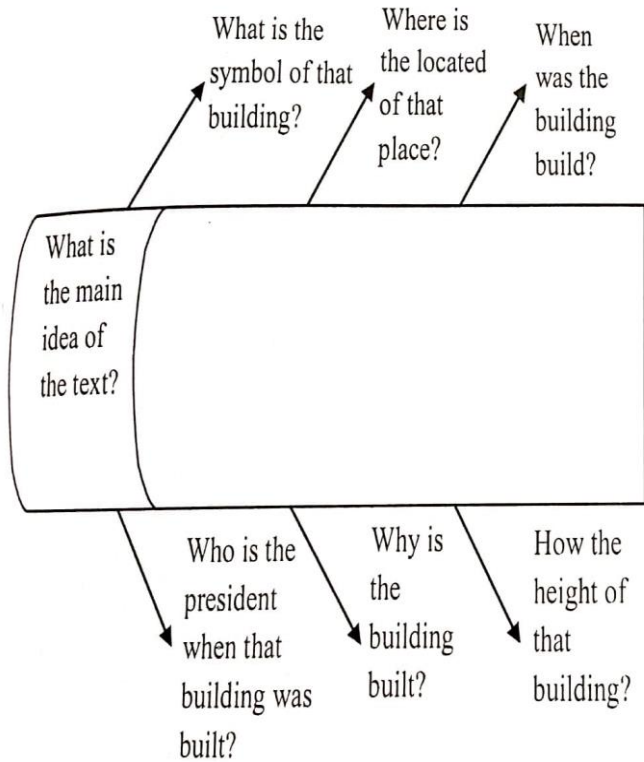 What is the
symbol of that
building?
Where is
the located
of that
place?
When
was the
building
build?
What is
the main
idea of
the text?
Who is the
president
when that
building was
built?
Why is
the
building
built?
How the
height of
that
building?